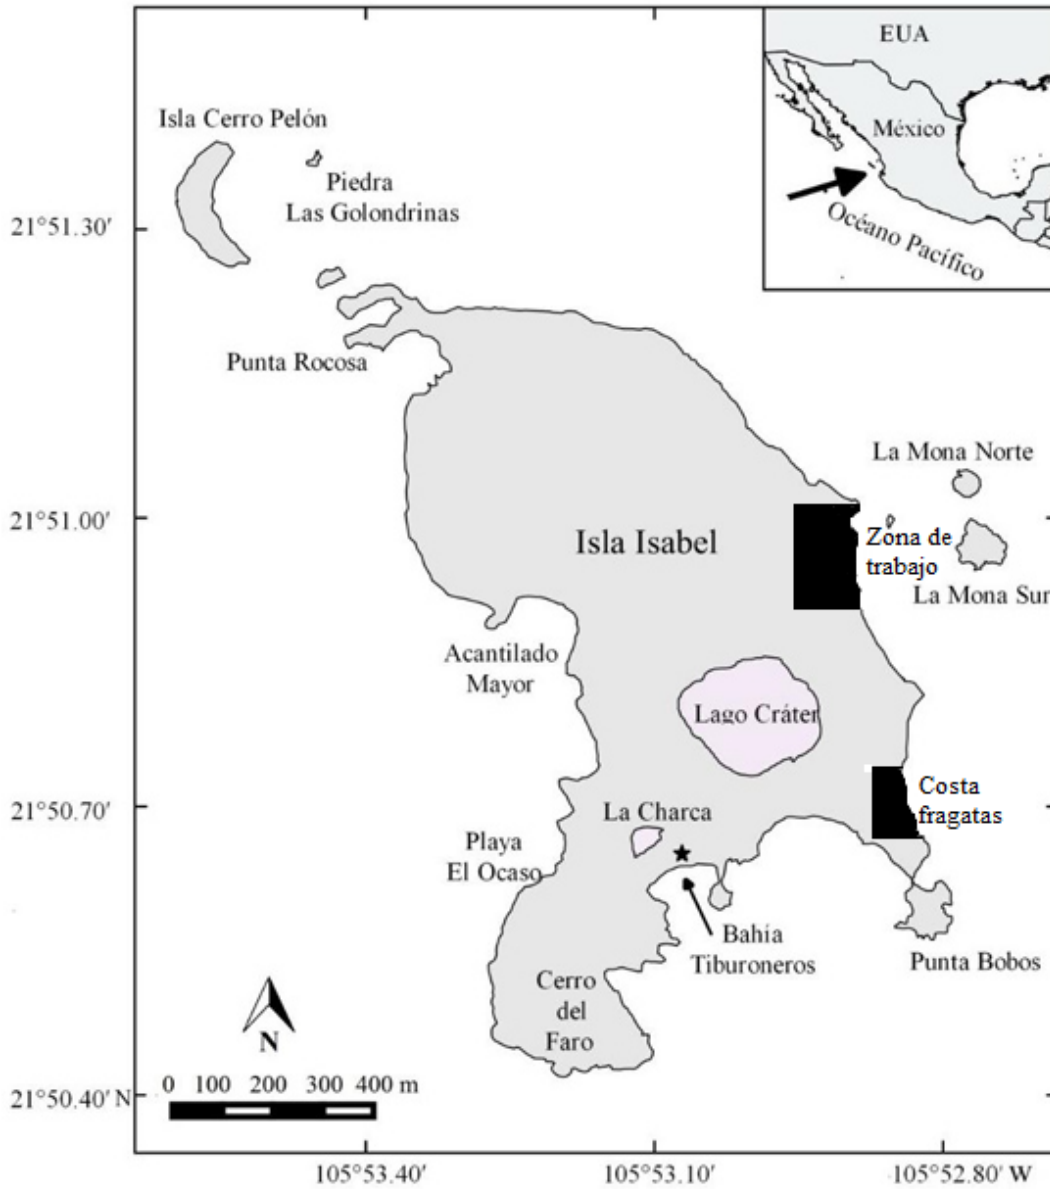 EUA
México
Océano Pacífico
Isla Cerro Pelón
Piedra
Las Golondrinas
21°51.30'
Punta Rocosa
La Mona Norte
21°51.00'
Isla Isabel
Zona de
trabajo
La Mona Sur
Acantilado
Mayor
Lago Cráter
Costa
fragatas
21°50.70'
La Charca
Playa
El Ocaso
Bahía
Tiburoneros
Punta Bobos
Cerro
del
Faro
N
0 100 200 300 400 m
21°50.40' N
105°53.40' 105°53.10' 105°52.80' W